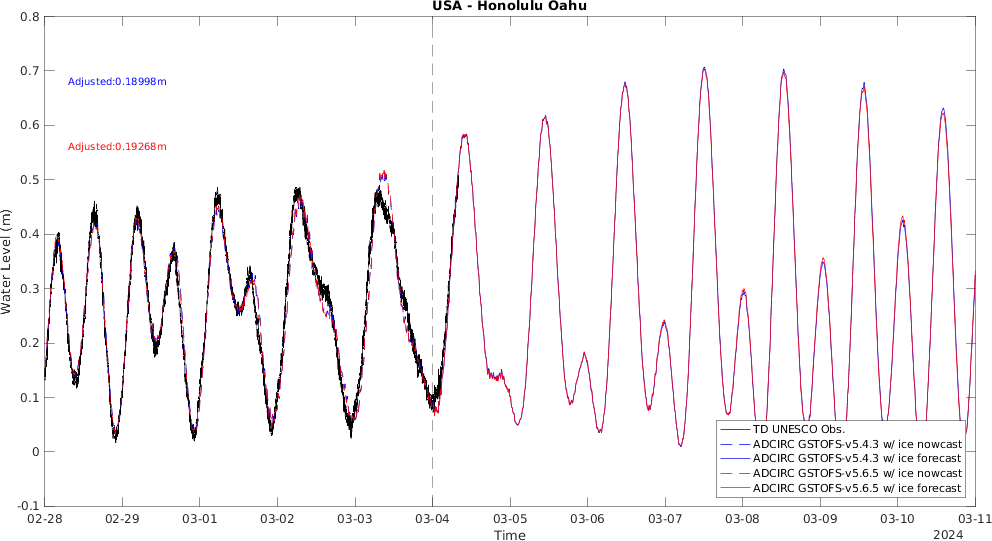 USA - Honolulu Oahu
0.8
0.7
0.6
0.5
0.4
0.3
0.2
0.1
0
-0.1
Water Level (m)
Adjusted:0.18998m
Adjusted:0.19268m
TD UNESCO Obs.
ADCIRC GSTOFS-v5.4.3 w/ ice nowcast
ADCIRC GSTOFS-v5.4.3 w/ ice forecast
ADCIRC GSTOFS-v5.6.5 w/ ice nowcast
ADCIRC GSTOFS-v5.6.5 w/ ice forecast
02-28 02-29 03-01 03-02 03-03 03-04 03-05 03-06 03-07 03-08 03-09 03-10 03-11
Time
2024